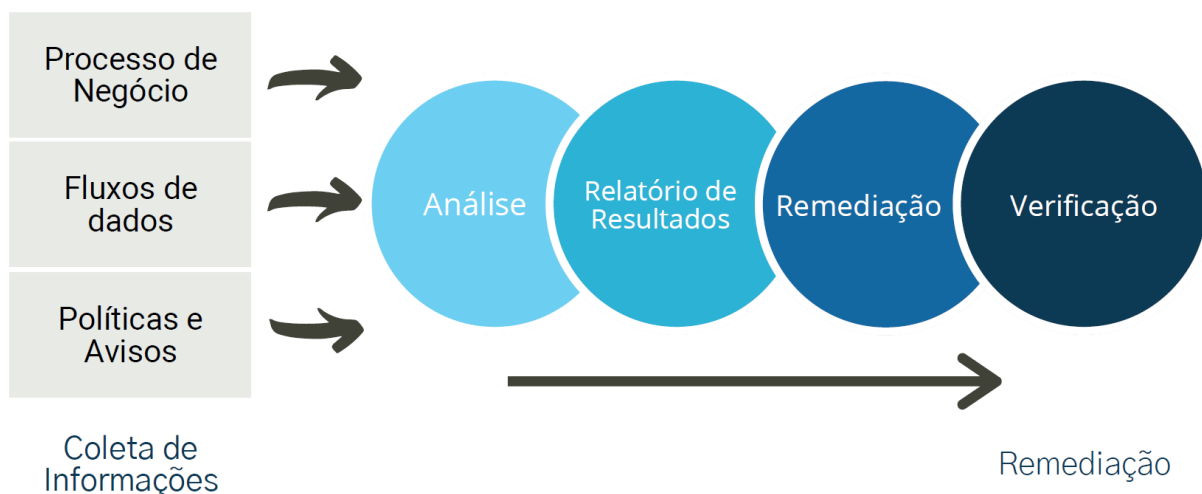 Processo de
Negócio
Fluxos de
dados
Políticas e
Avisos
Coleta de
Informações
Análise
Relatório de
Resultados
Remediação
Verificação
Remediação